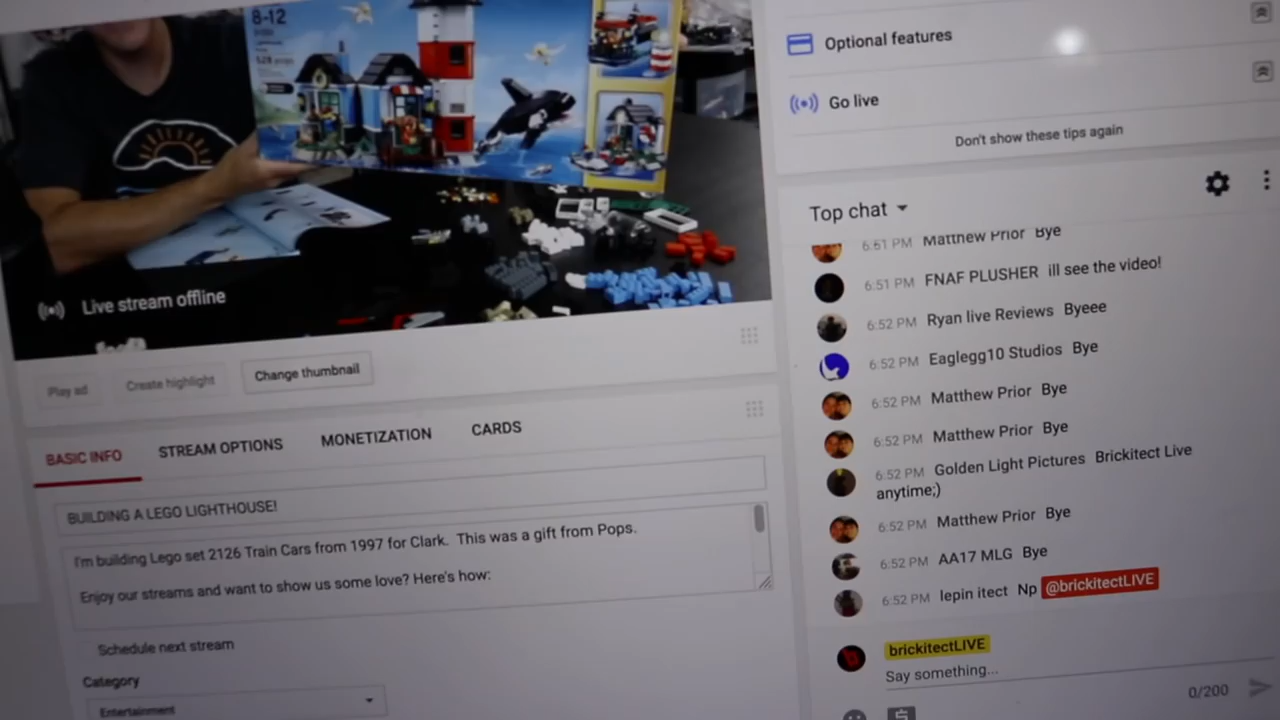 8-12
Live stream offline
Play ad
Create highlight
Change thumbnail
BASIC INFO
STREAM OPTIONS
MONETIZATION
CARDS
BUILDING A LEGO LIGHTHOUSE!
I'm building Lego set 2126 Train Cars from 1997 for Clark. This was a gift from Pops.
Enjoy our streams and want to show us some love? Here's how:
Schedule next stream
Category
Entertainment
Optional features
Go live
Don't show these tips again
Top chat
6:51 PM Matthew Prior Bye
6:51 PM FNAF PLUSHER ill see the video!
6:52 PM Ryan live Reviews Byeee
6:52 PM Eaglegg10 Studios Bye
6:52 PM Matthew Prior Bye
6:52 PM Matthew Prior Bye
6:52 PM Golden Light Pictures Brickitect Live
anytime;)
6:52 PM Matthew Prior Bye
6:52 PM AA17 MLG Bye
6:52 PM lepin itect Np @brickitectLIVE
brickitectLIVE
Say something...
0/200